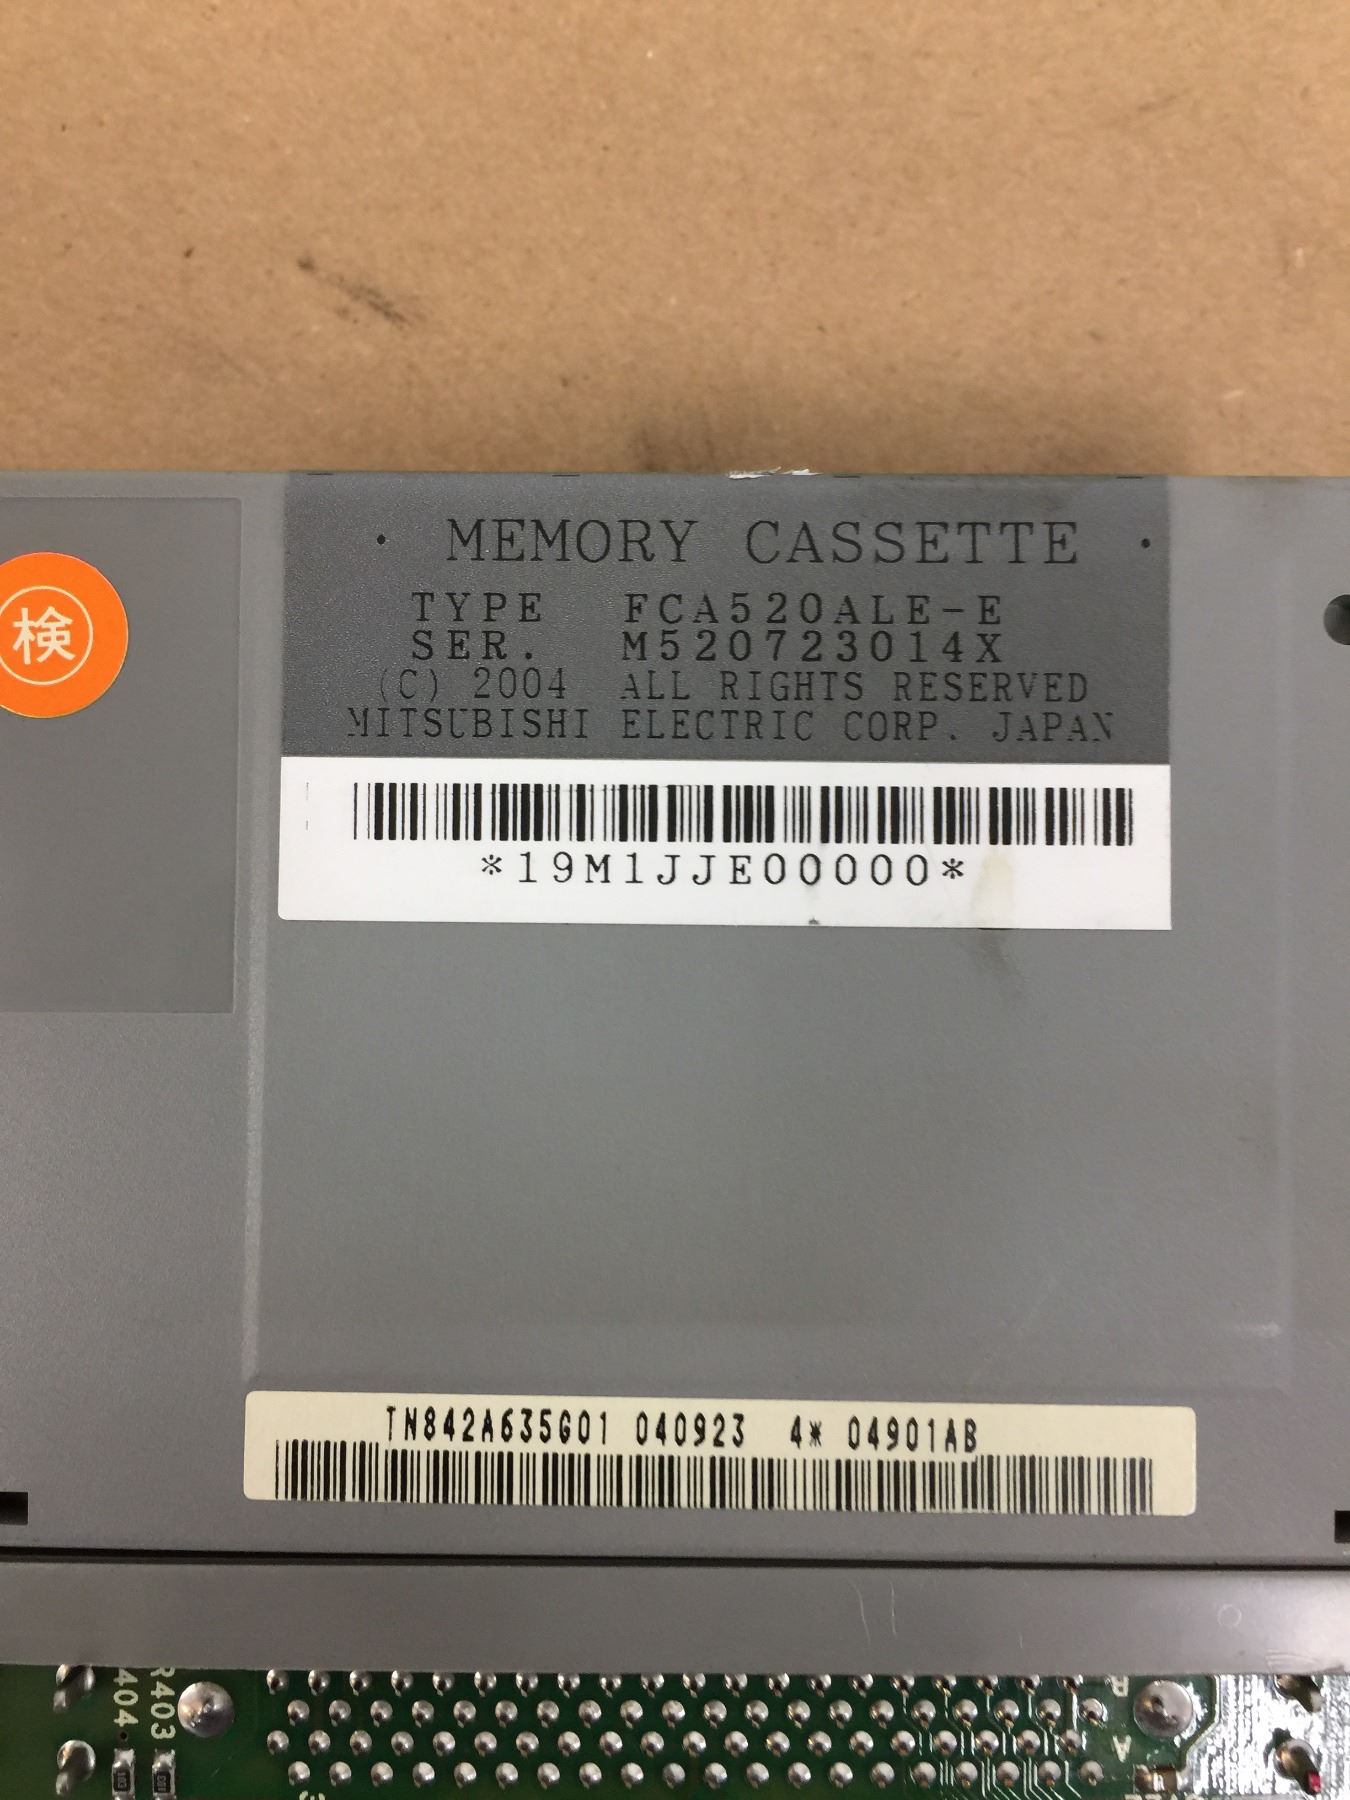 · MEMORY CASSETTE ·
TYPE FCA520ALE-E
SER. M520723014X
(C) 2004 ALL RIGHTS RESERVED
MITSUBISHI ELECTRIC CORP. JAPAN
検
*19M1JJE00000*
TN842A635G01 040923 4* 04901AB
404
R403
A